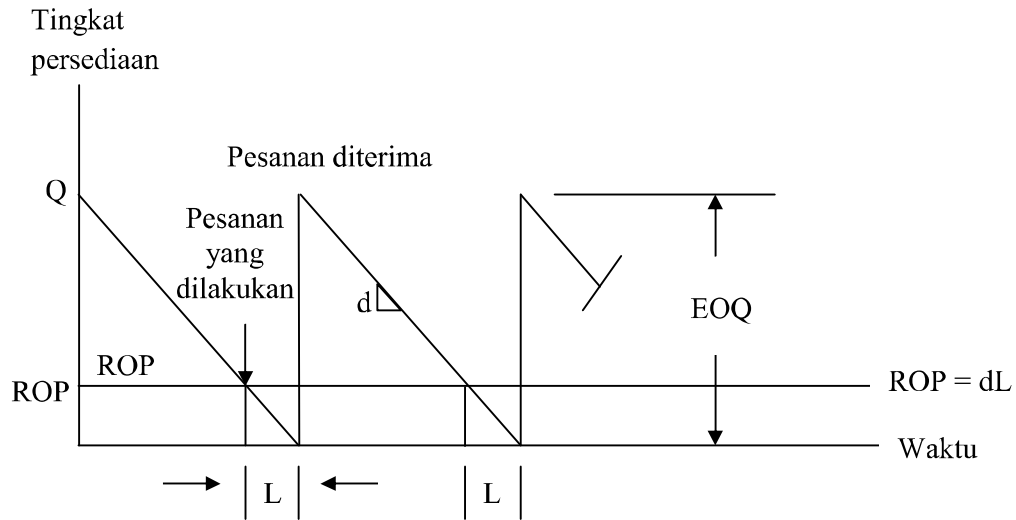 Tingkat
persediaan
Pesanan diterima
Q
Pesanan
yang
dilakukan
d
EOQ
ROP
ROP
ROP = dL
Waktu
L
L